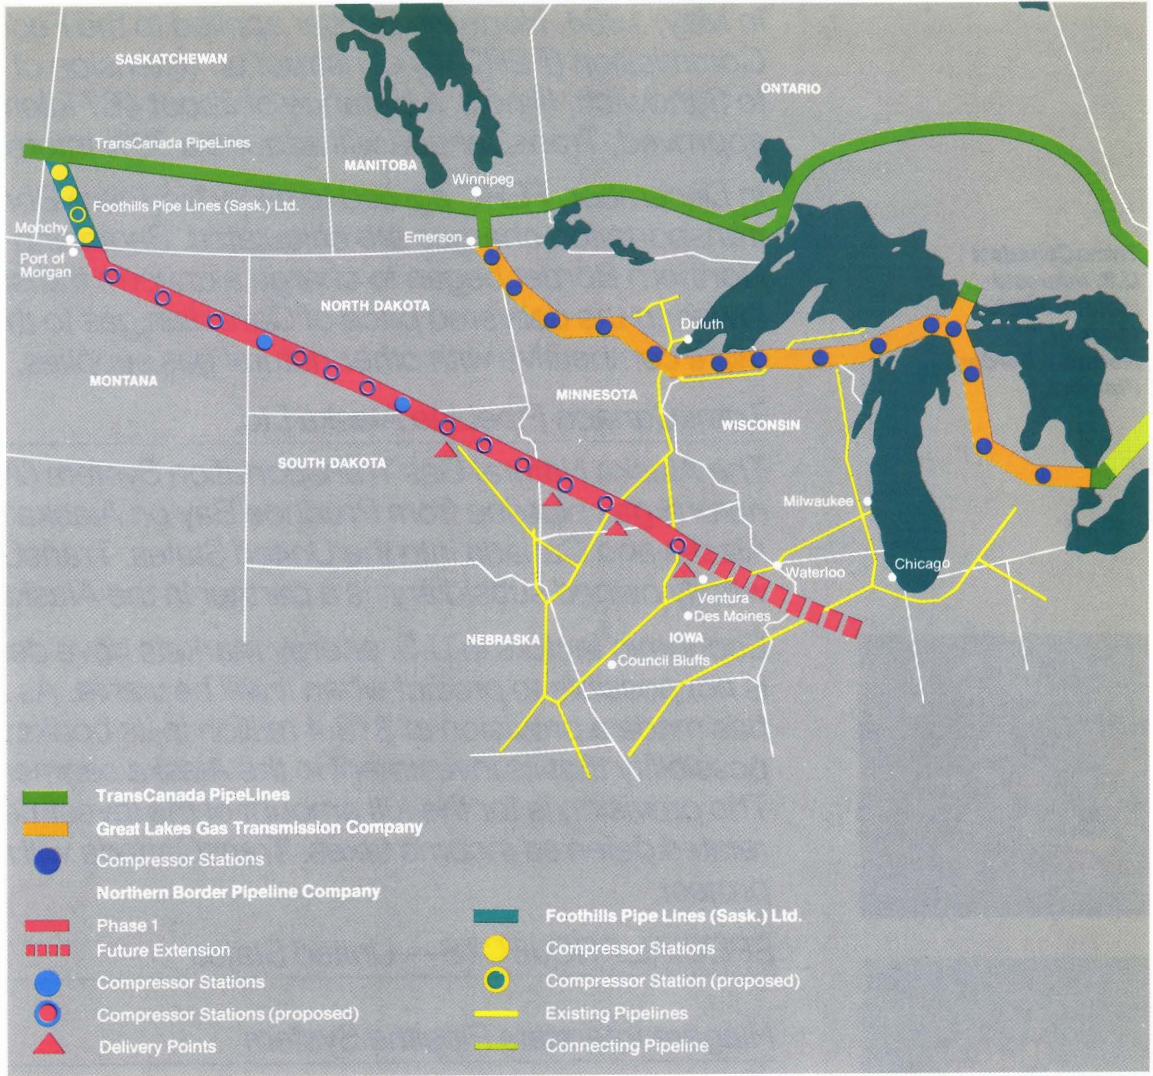 SASKATCHEWAN
ONTARIO
TransCanada PipeLines
MANITOBA
Winnipeg
Foothills Pipe Lines (Sask.) Ltd.
Monchy
Emerson
Port of
Morgan
NORTH DAKOTA
Duluth
MONTANA
MINNESOTA
WISCONSIN
SOUTH DAKOTA
Milwaukee
Chicago
Waterloo
Ventura
Des Moines
NEBRASKA
IOWA
Council Bluffs
TransCanada PipeLines
Great Lakes Gas Transmission Company
Compressor Stations
Northern Border Pipeline Company
Phase 1
Future Extension
Compressor Stations
Compressor Stations (proposed)
Delivery Points
Foothills Pipe Lines (Sask.) Ltd.
Compressor Stations
Compressor Station (proposed)
Existing Pipelines
Connecting Pipeline